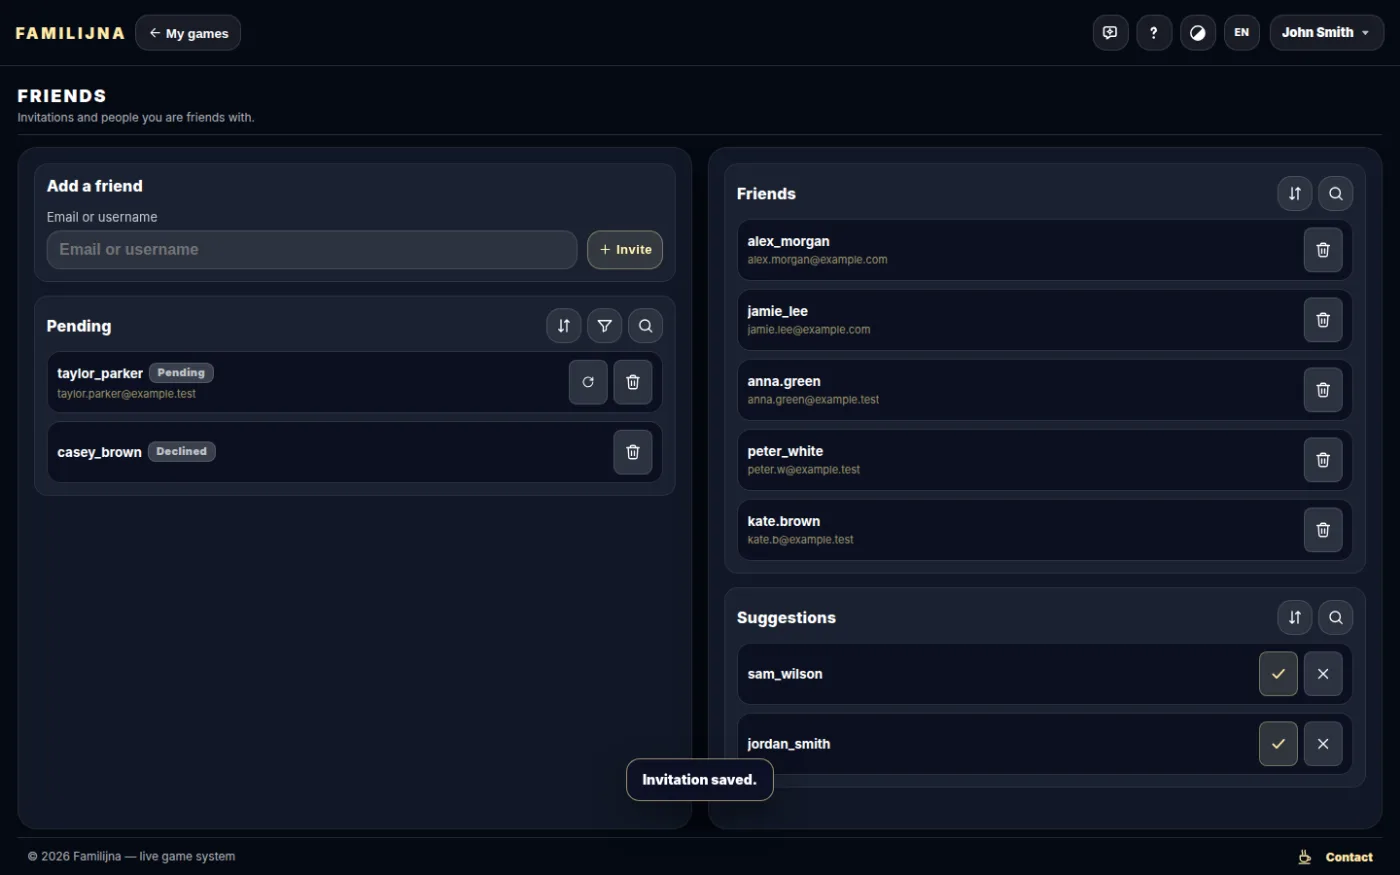 FAMILIJNA
My games
?
EN
John Smith
FRIENDS
Invitations and people you are friends with.
Add a friend
Email or username
Email or username
+ Invite
Pending
taylor_parker Pending
taylor.parker@example.test
casey_brown Declined
Friends
alex_morgan
alex.morgan@example.com
jamie_lee
jamie.lee@example.com
anna.green
anna.green@example.test
peter_white
peter.w@example.test
kate.brown
kate.b@example.test
Suggestions
sam_wilson
jordan_smith
Invitation saved.
© 2026 Familijna — live game system
Contact